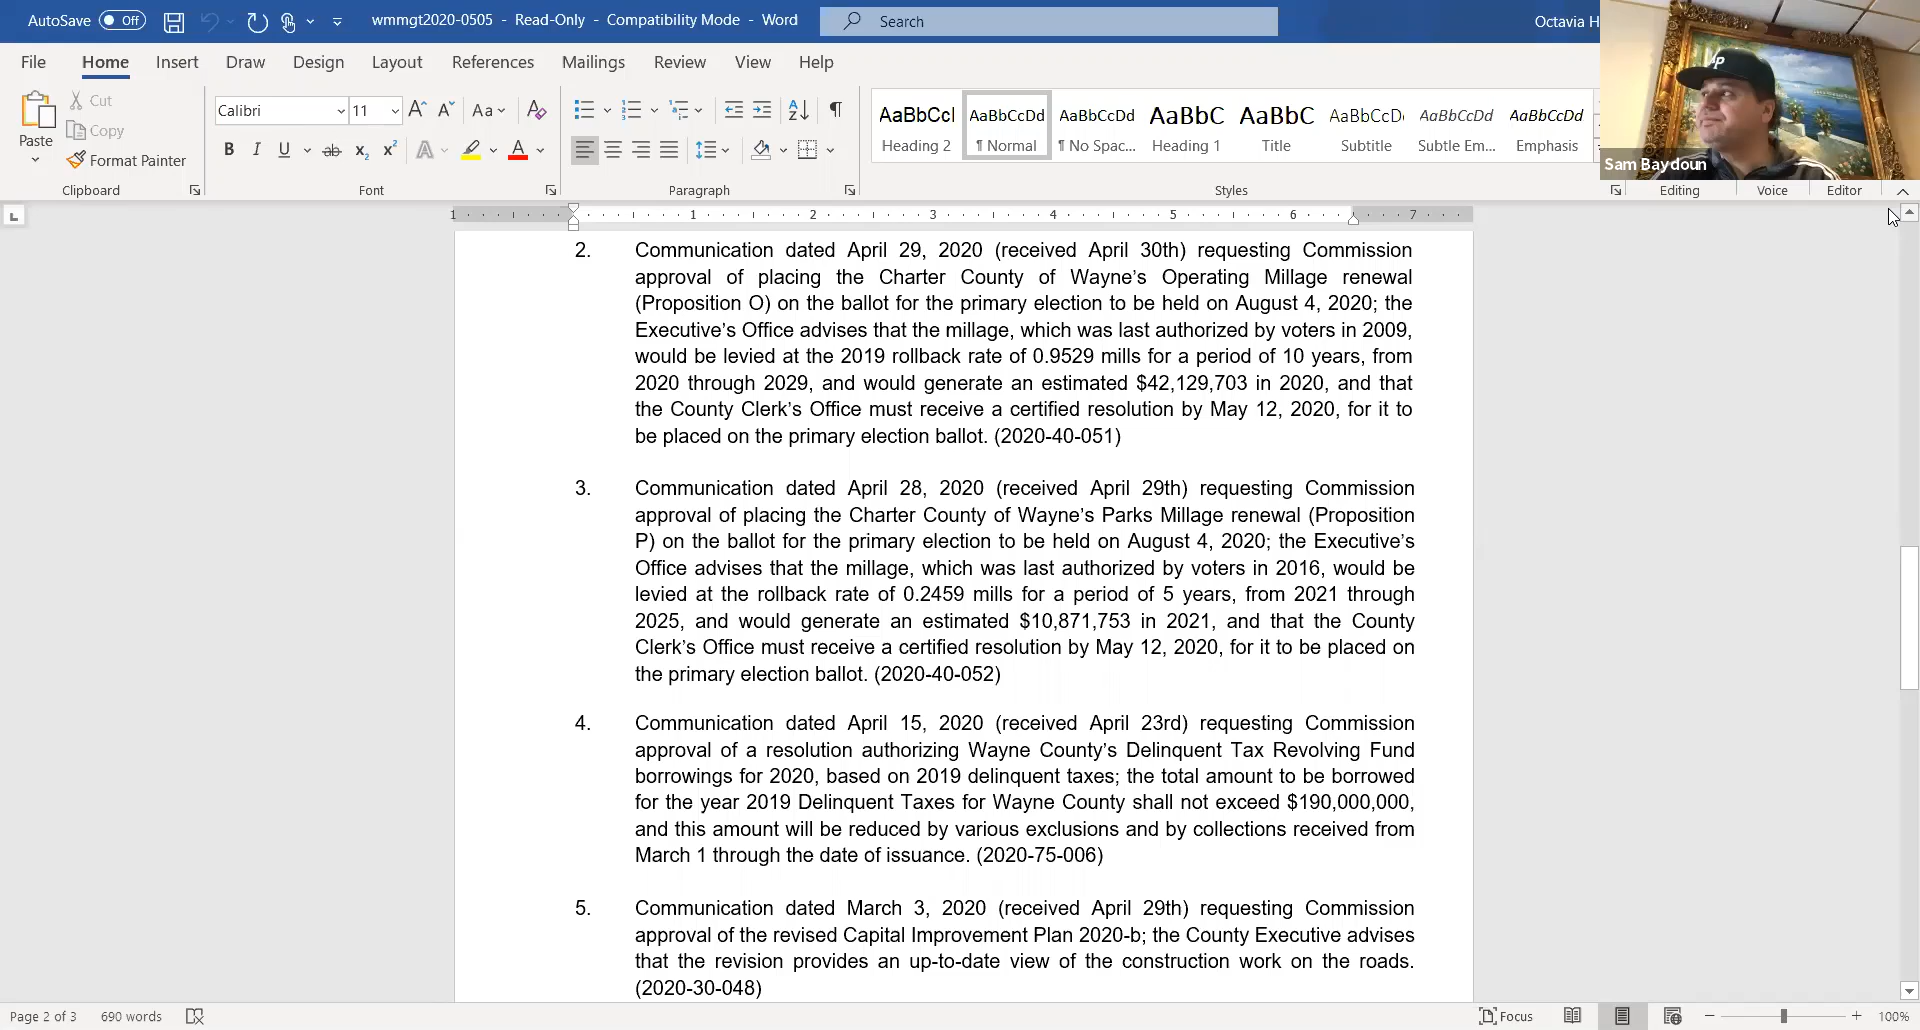 AutoSave Off wmmgt2020-0505 - Read-Only - Compatibility Mode - Word Search Octavia H
File Home Insert Draw Design Layout References Mailings Review View Help
Cut
Copy
Paste
Format Painter
Clipboard
Calibri 11
Font
Paragraph
AaBbCcI AaBbCcDd AaBbCcDd AaBbC AaBbC AaBbCcD AaBbCcDd AaBbCcDd
Heading 2 ¶ Normal ¶ No Spac... Heading 1 Title Subtitle Subtle Em... Emphasis
Styles
Sam Baydoun
Editing Voice Editor
1 1 2 3 4 5 6 7
2. Communication dated April 29, 2020 (received April 30th) requesting Commission
approval of placing the Charter County of Wayne’s Operating Millage renewal
(Proposition O) on the ballot for the primary election to be held on August 4, 2020; the
Executive’s Office advises that the millage, which was last authorized by voters in 2009,
would be levied at the 2019 rollback rate of 0.9529 mills for a period of 10 years, from
2020 through 2029, and would generate an estimated $42,129,703 in 2020, and that
the County Clerk’s Office must receive a certified resolution by May 12, 2020, for it to
be placed on the primary election ballot. (2020-40-051)
3. Communication dated April 28, 2020 (received April 29th) requesting Commission
approval of placing the Charter County of Wayne’s Parks Millage renewal (Proposition
P) on the ballot for the primary election to be held on August 4, 2020; the Executive’s
Office advises that the millage, which was last authorized by voters in 2016, would be
levied at the rollback rate of 0.2459 mills for a period of 5 years, from 2021 through
2025, and would generate an estimated $10,871,753 in 2021, and that the County
Clerk’s Office must receive a certified resolution by May 12, 2020, for it to be placed on
the primary election ballot. (2020-40-052)
4. Communication dated April 15, 2020 (received April 23rd) requesting Commission
approval of a resolution authorizing Wayne County’s Delinquent Tax Revolving Fund
borrowings for 2020, based on 2019 delinquent taxes; the total amount to be borrowed
for the year 2019 Delinquent Taxes for Wayne County shall not exceed $190,000,000,
and this amount will be reduced by various exclusions and by collections received from
March 1 through the date of issuance. (2020-75-006)
5. Communication dated March 3, 2020 (received April 29th) requesting Commission
approval of the revised Capital Improvement Plan 2020-b; the County Executive advises
that the revision provides an up-to-date view of the construction work on the roads.
(2020-30-048)
Page 2 of 3 690 words Focus 100%